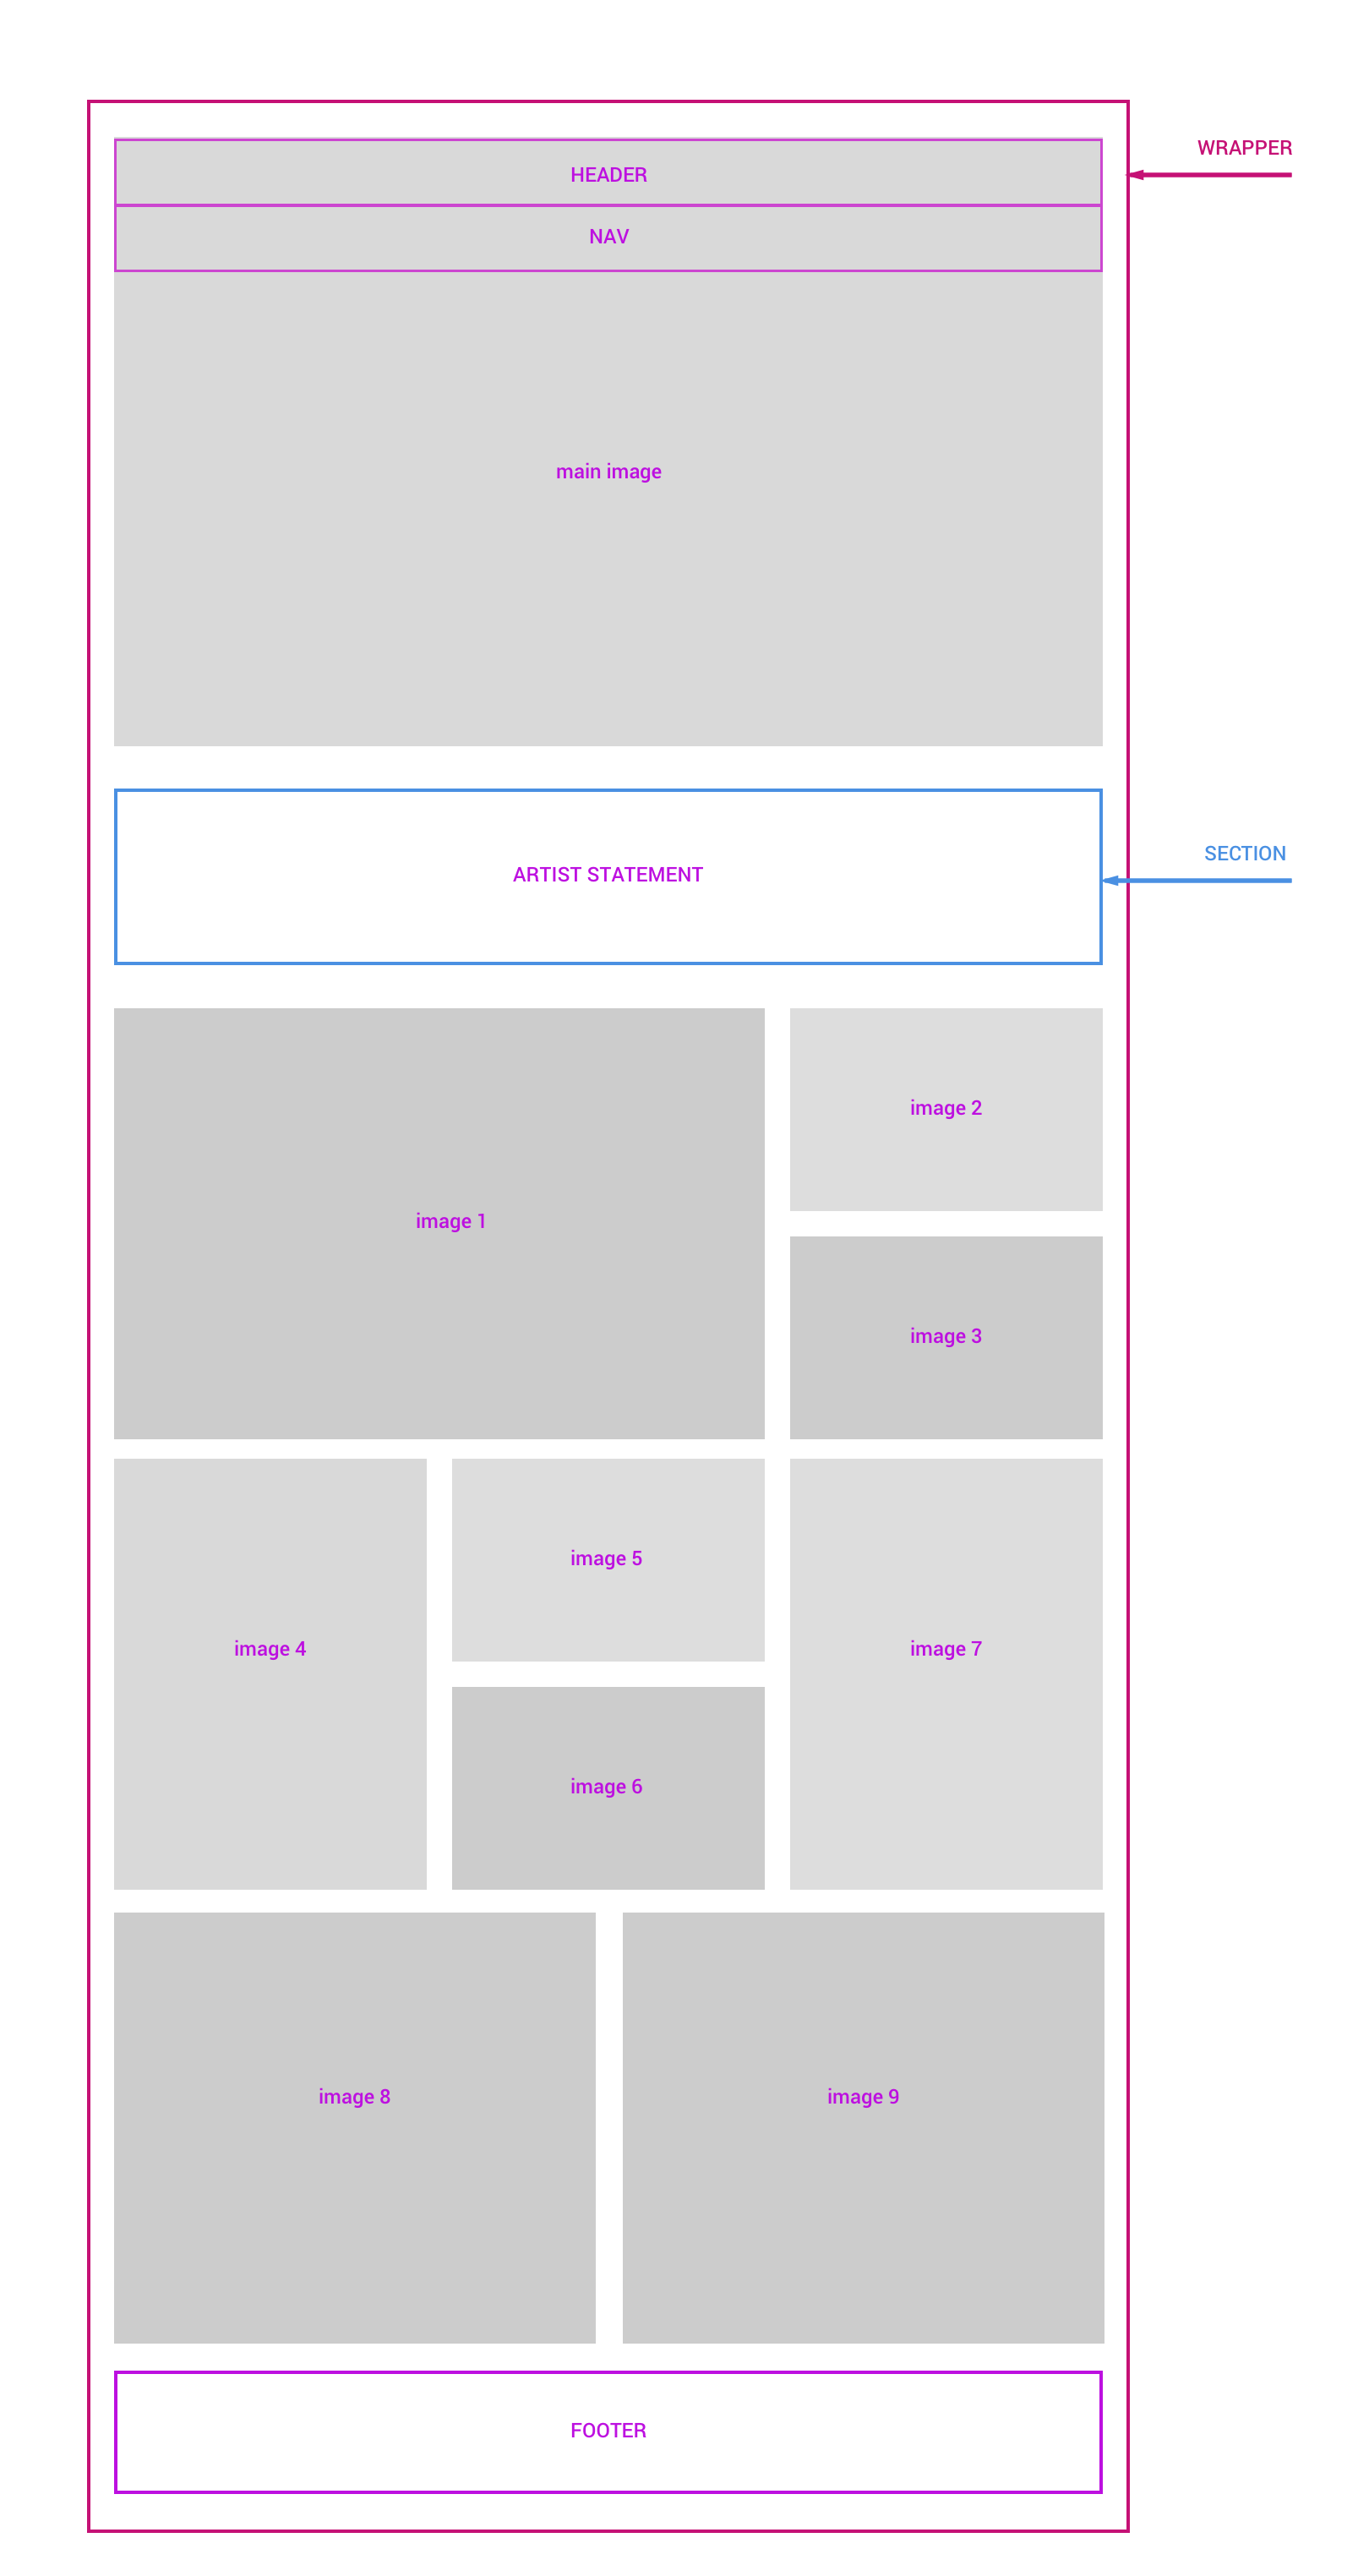 WRAPPER
HEADER
NAV
main image
SECTION
ARTIST STATEMENT
image 1
image 2
image 3
image 4
image 5
image 6
image 7
image 8
image 9
FOOTER